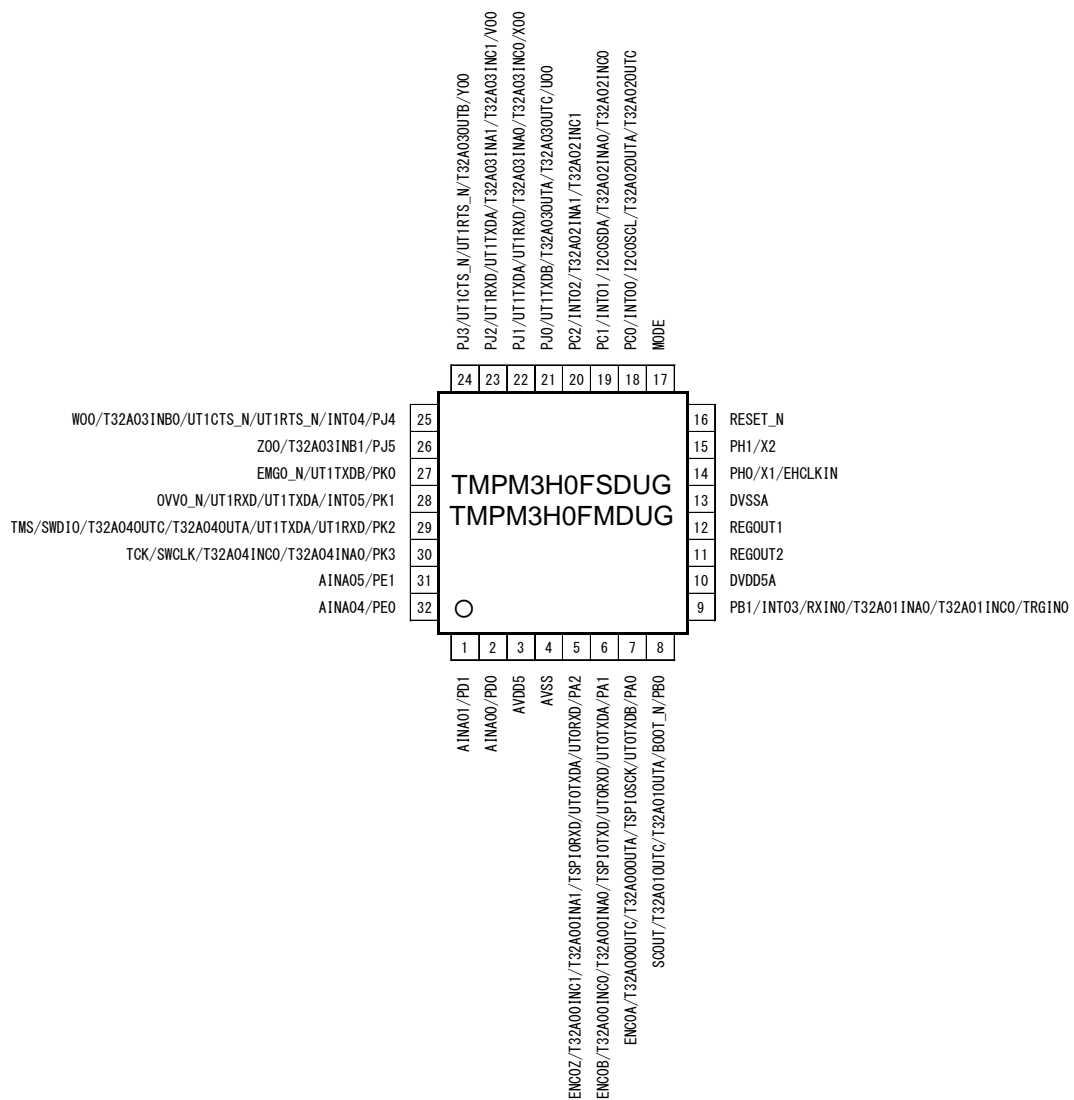 PJ3/UT1CTS_N/UT1RTS_N/T32A03OUTB/YO0
PJ2/UT1RXD/UT1TXDA/T32A03INA1/T32A03INC1/VO0
PJ1/UT1TXDA/UT1RXD/T32A03INA0/T32A03INC0/XO0
PJ0/UT1TXDB/T32A03OUTA/T32A03OUTC/UO0
PC2/INT02/T32A02INA1/T32A02INC1
PC1/INT01/I2C0SDA/T32A02INA0/T32A02INC0
PC0/INT00/I2C0SCL/T32A02OUTA/T32A02OUTC
MODE
24 23 22 21 20 19 18 17
WO0/T32A03INB0/UT1CTS_N/UT1RTS_N/INT04/PJ4 25
ZO0/T32A03INB1/PJ5 26
EMG0_N/UT1TXDB/PK0 27
OVV0_N/UT1RXD/UT1TXDA/INT05/PK1 28
TMS/SWDIO/T32A04OUTC/T32A04OUTA/UT1TXDA/UT1RXD/PK2 29
TCK/SWCLK/T32A04INC0/T32A04INA0/PK3 30
AINA05/PE1 31
AINA04/PE0 32
TMPM3H0FSDUG
TMPM3H0FMDUG
16 RESET_N
15 PH1/X2
14 PH0/X1/EHCLKIN
13 DVSSA
12 REGOUT1
11 REGOUT2
10 DVDD5A
9 PB1/INT03/RXIN0/T32A01INA0/T32A01INC0/TRGIN0
1 2 3 4 5 6 7 8
AINA01/PD1
AINA00/PD0
AVDD5
AVSS
ENC0Z/T32A00INC1/T32A00INA1/TSPI0RXD/UT0TXDA/UT0RXD/PA2
ENC0B/T32A00INC0/T32A00INA0/TSPI0TXD/UT0RXD/UT0TXDA/PA1
ENC0A/T32A00OUTC/T32A00OUTA/TSPI0SCK/UT0TXDB/PA0
SCOUT/T32A01OUTC/T32A01OUTA/BOOT_N/PB0